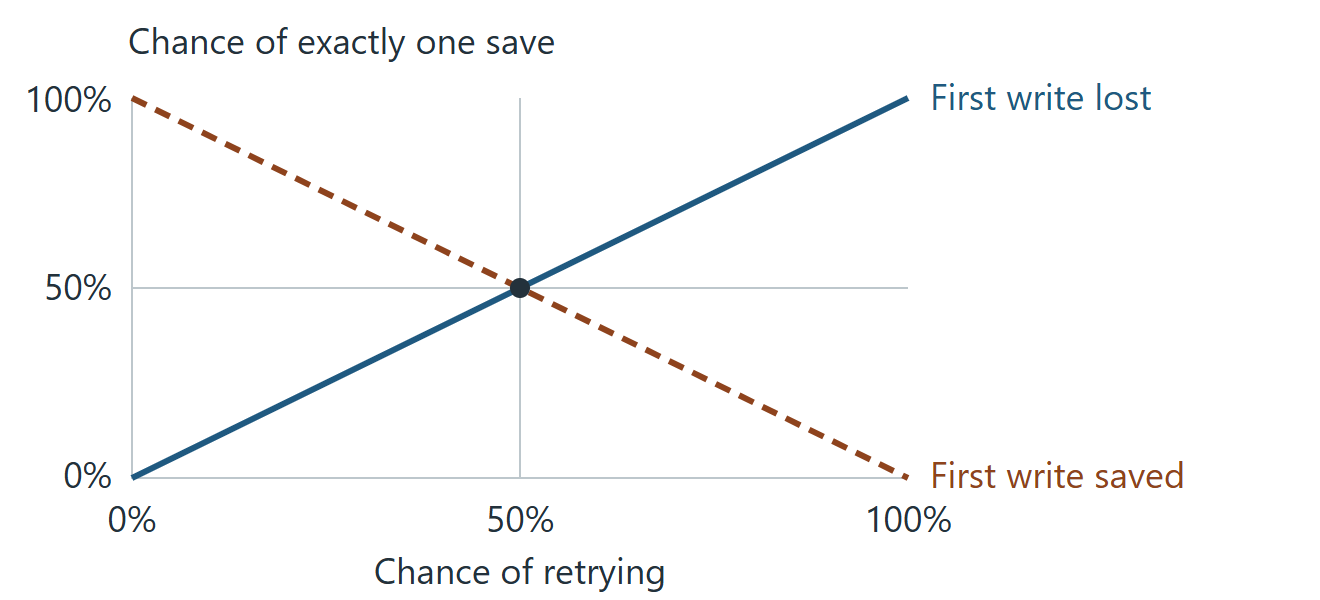 Chance of exactly one save
100%
First write lost
50%
0%
First write saved
0%
50%
100%
Chance of retrying